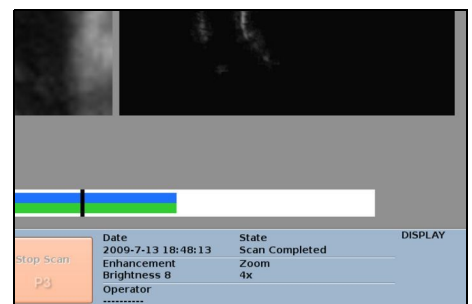 Date
2009-7-13 18:48:13
State
Scan Completed
DISPLAY
Stop Scan
P3
Enhancement
Brightness 8
Zoom
4x
Operator
----------